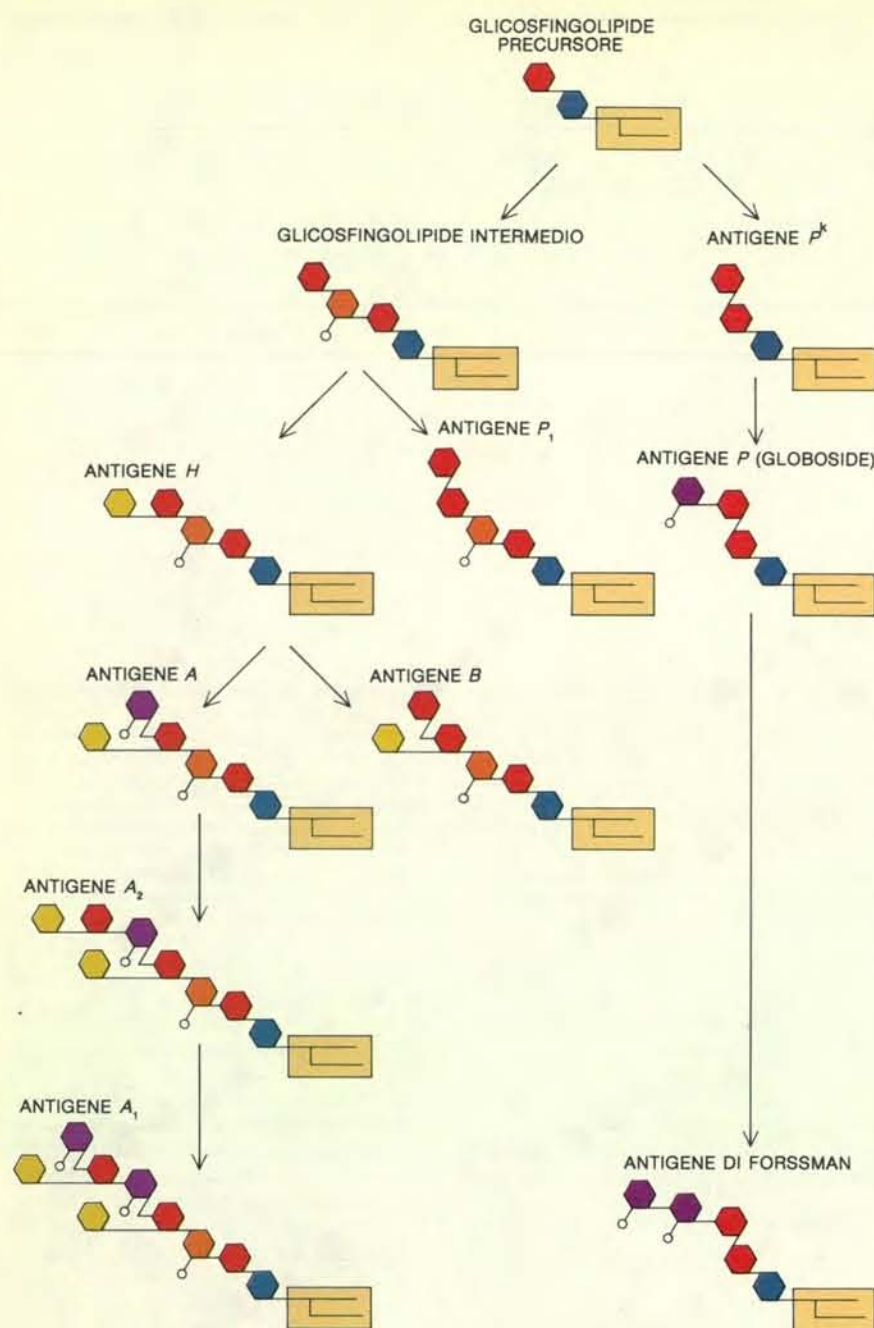 GLICOSFINGOLIPIDE
PRECURSORE
GLICOSFINGOLIPIDE INTERMEDIO
ANTIGENE Pᵏ
ANTIGENE P₁
ANTIGENE H
ANTIGENE P (GLOBOSIDE)
ANTIGENE A
ANTIGENE B
ANTIGENE A₂
ANTIGENE A₁
ANTIGENE DI FORSSMAN